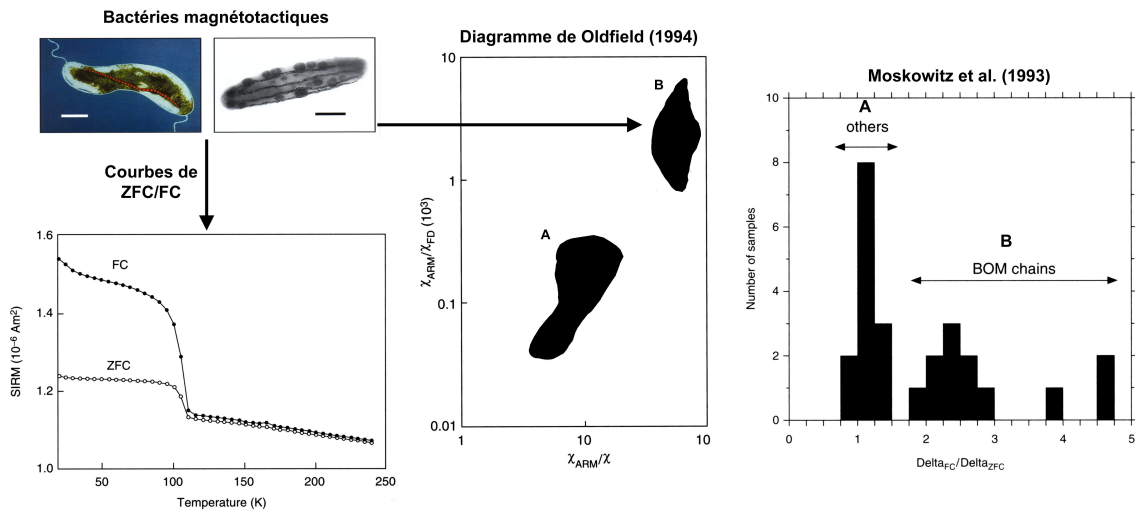 Bactéries magnétotactiques
Courbes de
ZFC/FC
1.6
1.4
1.2
1.0
SIRM (10⁻⁶ Am²)
FC
ZFC
50
100
150
200
250
Temperature (K)
Diagramme de Oldfield (1994)
10
1
0.1
0.01
χARM/χFD (10³)
B
A
1
10
10
χARM/χ
Moskowitz et al. (1993)
10
8
6
4
2
0
Number of samples
A
others
B
BOM chains
0
1
2
3
4
5
DeltaFC/DeltaZFC